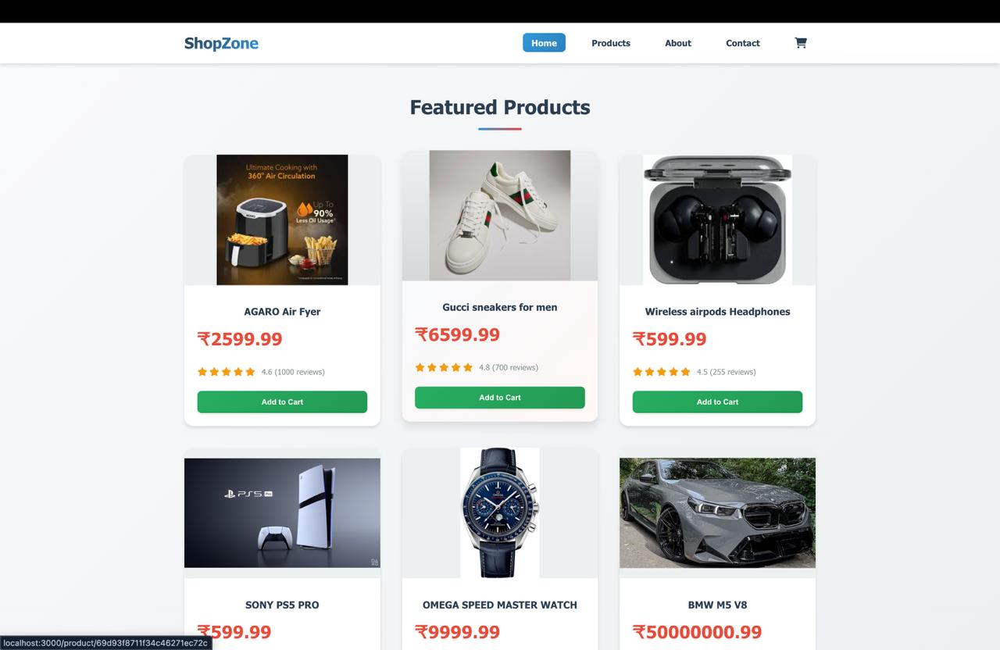 ShopZone
Home Products About Contact
Featured Products
Ultimate Cooking with
360° Air Circulation
AGARO
Up To
90%
Less Oil Usage
AGARO Air Fyer
₹2599.99
4.6 (1000 reviews)
Add to Cart
Gucci sneakers for men
₹6599.99
4.8 (700 reviews)
Add to Cart
Wireless airpods Headphones
₹599.99
4.5 (255 reviews)
Add to Cart
PS5 Pro
SONY PS5 PRO
₹599.99
OMEGA
OMEGA SPEED MASTER WATCH
₹9999.99
BMW M5 V8
₹50000000.99
localhost:3000/product/69d93f8711f34c46271ec72c